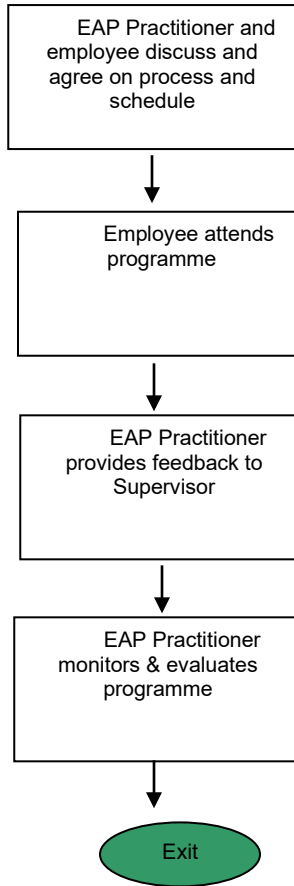 EAP Practitioner and
employee discuss and
agree on process and
schedule
Employee attends
programme
EAP Practitioner
provides feedback to
Supervisor
EAP Practitioner
monitors & evaluates
programme
Exit